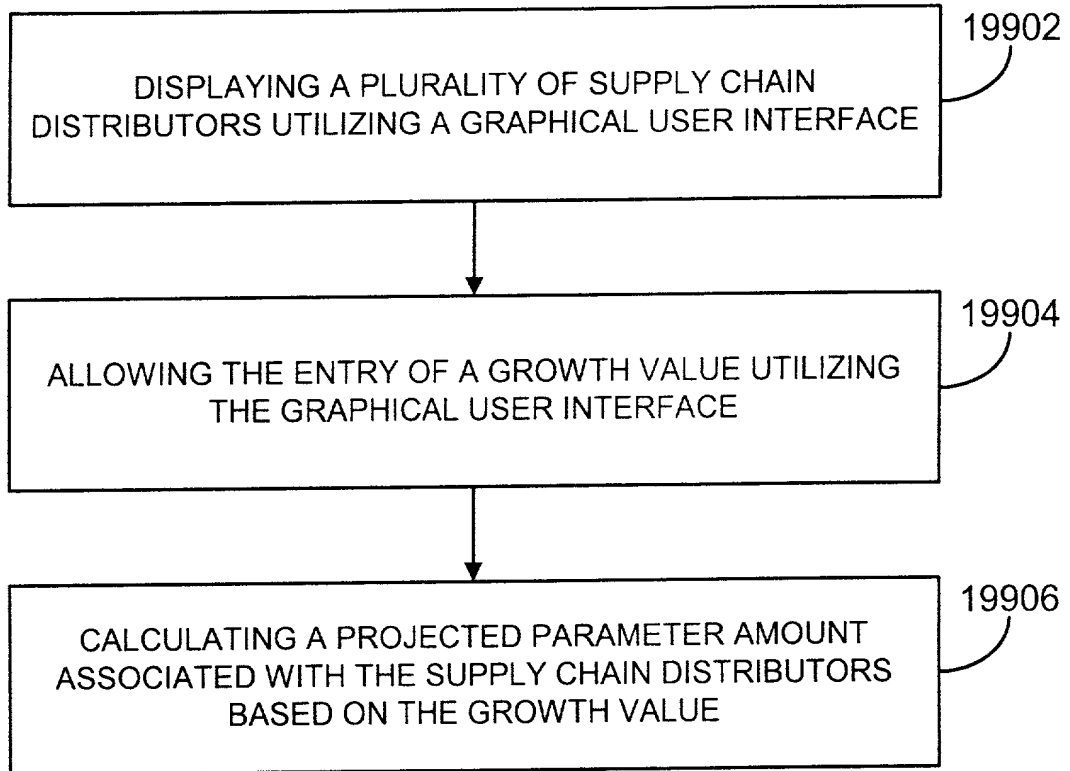 19902
DISPLAYING A PLURALITY OF SUPPLY CHAIN
DISTRIBUTORS UTILIZING A GRAPHICAL USER INTERFACE
19904
ALLOWING THE ENTRY OF A GROWTH VALUE UTILIZING
THE GRAPHICAL USER INTERFACE
19906
CALCULATING A PROJECTED PARAMETER AMOUNT
ASSOCIATED WITH THE SUPPLY CHAIN DISTRIBUTORS
BASED ON THE GROWTH VALUE